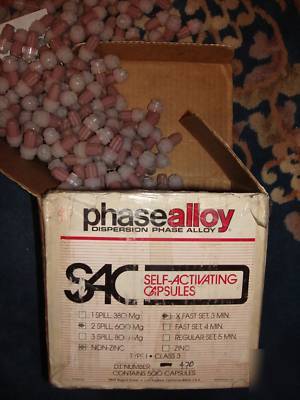 phasealloy
DISPERSION PHASE ALLOY
SAC SELF-ACTIVATING
CAPSULES
1 SPILL, 380 Mg. X FAST SET, 3 MIN.
2 SPILL, 600 Mg. FAST SET, 4 MIN.
3 SPILL, 800 Mg. REGULAR SET, 5 MIN.
NON-ZINC ZINC
TYPE I • CLASS 3
NUMBER 470
CONTAINS 500 CAPSULES